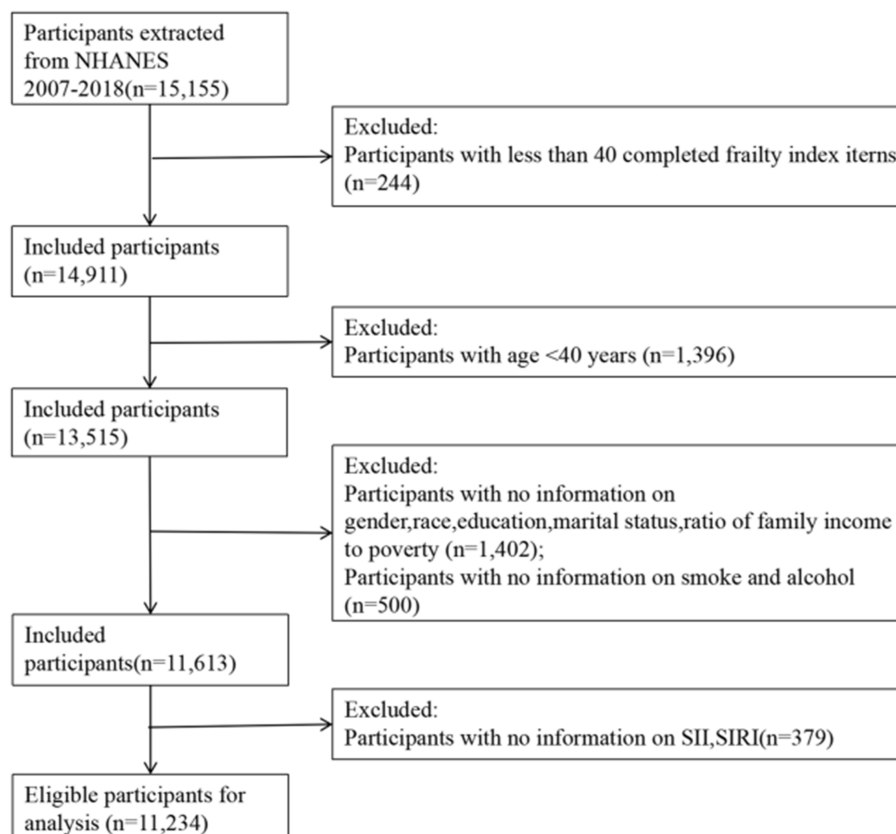 Participants extracted
from NHANES
2007-2018(n=15,155)
Excluded:
Participants with less than 40 completed frailty index iterns
(n=244)
Included participants
(n=14,911)
Excluded:
Participants with age <40 years (n=1,396)
Included participants
(n=13,515)
Excluded:
Participants with no information on
gender,race,education,marital status,ratio of family income
to poverty (n=1,402);
Participants with no information on smoke and alcohol
(n=500)
Included
participants(n=11,613)
Excluded:
Participants with no information on SII,SIRI(n=379)
Eligible participants for
analysis (n=11,234)